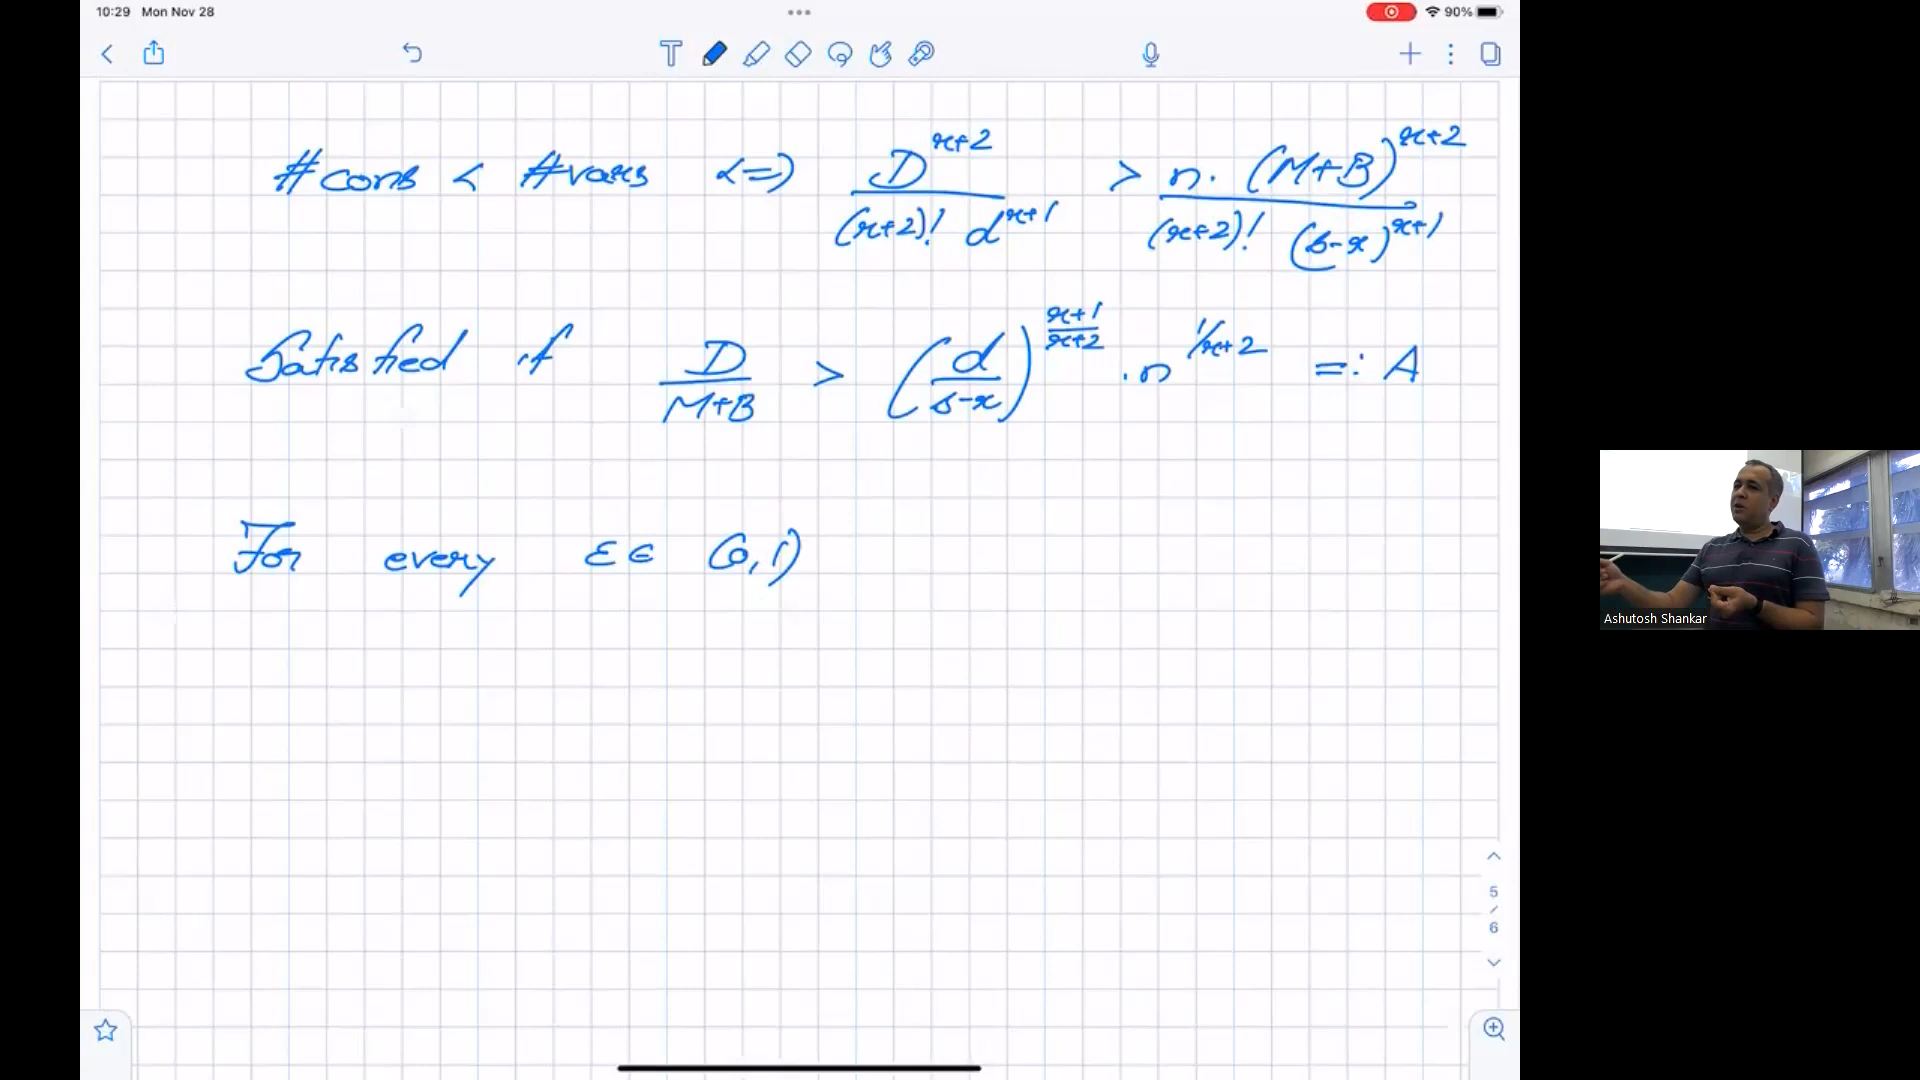 10:29 Mon Nov 28
90%
#cons < #vars <=> D^{r+2} / (r+2)! d^{r+1} > n. (M+B)^{r+2} / (r+2)! (s-r)^{r+1}
Satisfied if D / M+B > (d / s-r)^{r+1 / r+2} . n^{1/r+2} =: A
For every ε ∈ (0,1)
Ashutosh Shankar
5
/
6